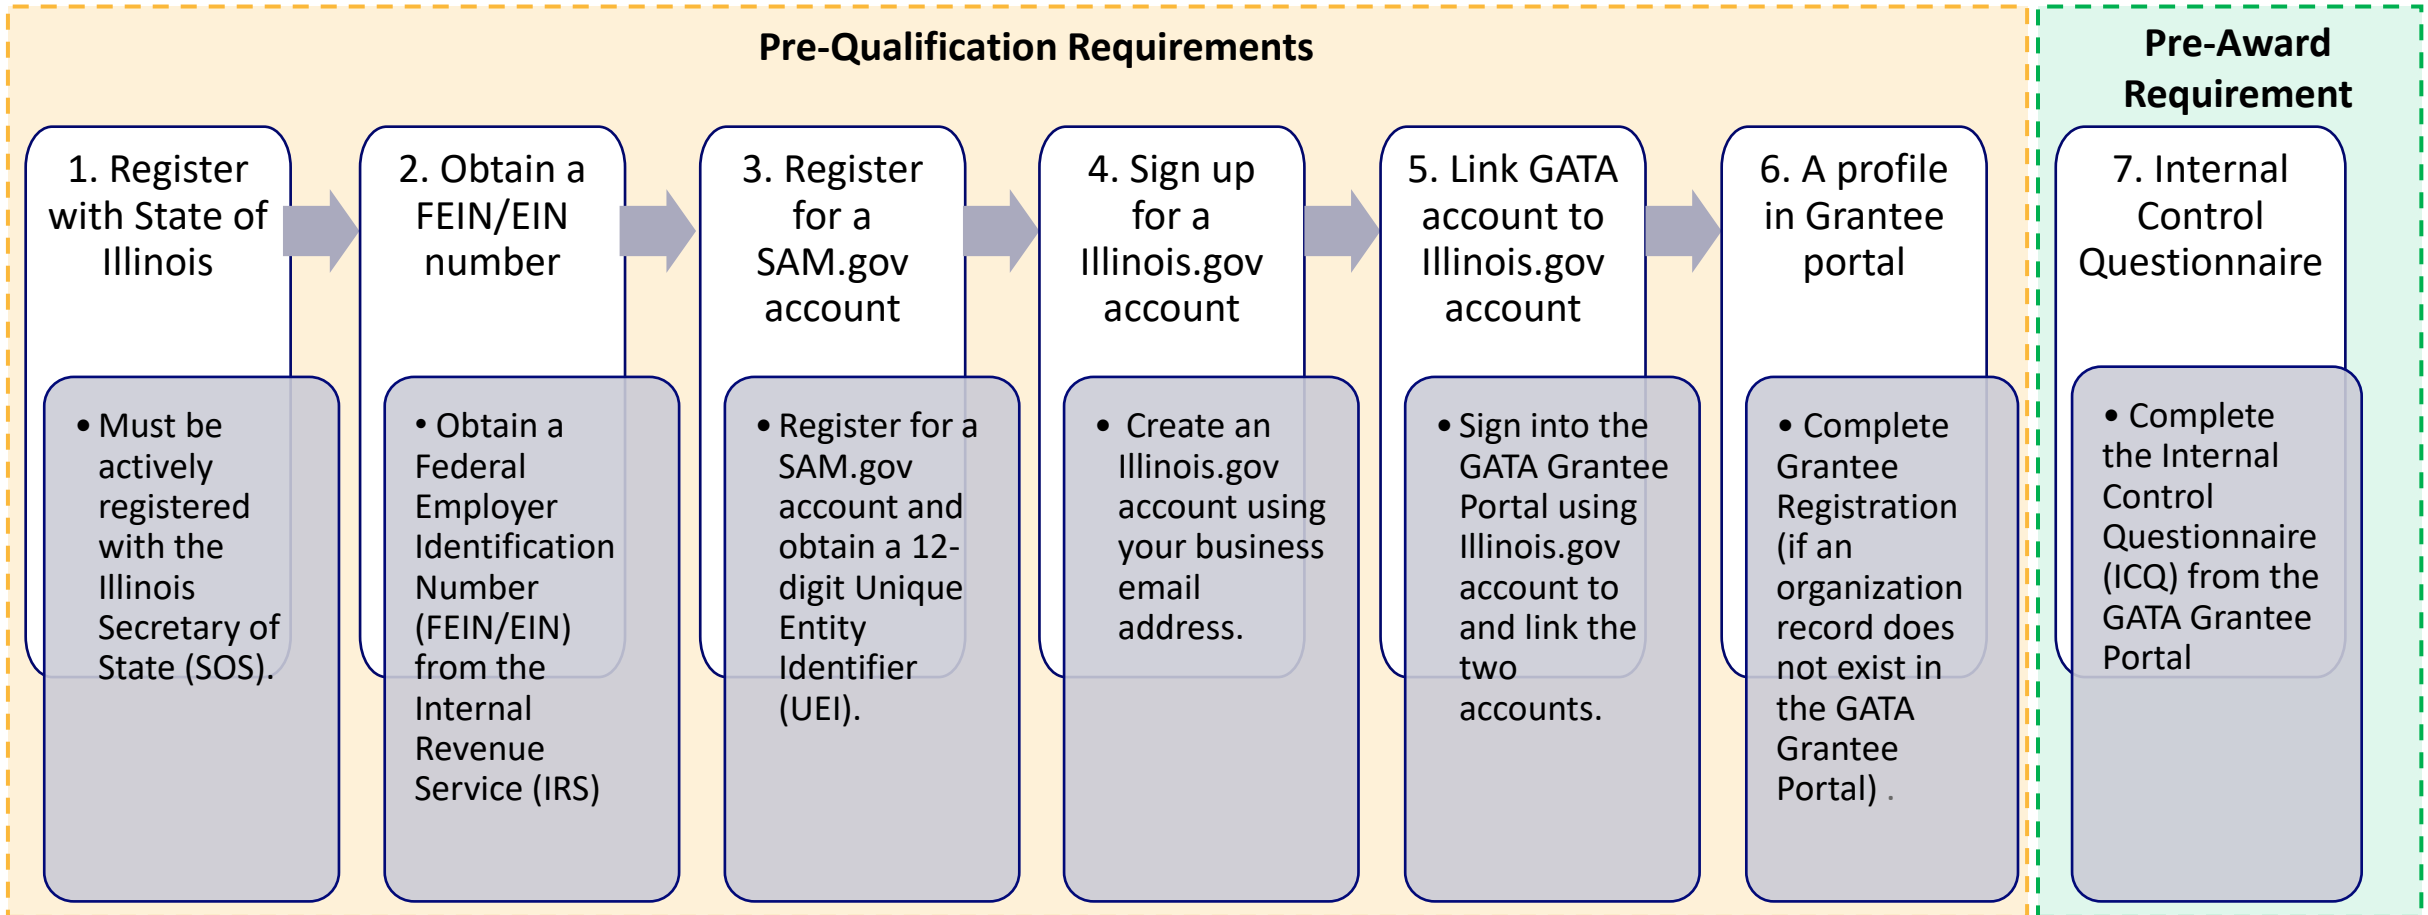 Pre-Qualification Requirements
Pre-Award
Requirement
1. Register
with State of
Illinois
• Must be
actively
registered
with the
Illinois
Secretary of
State (SOS).
2. Obtain a
FEIN/EIN
number
• Obtain a
Federal
Employer
Identification
Number
(FEIN/EIN)
from the
Internal
Revenue
Service (IRS)
3. Register
for a
SAM.gov
account
• Register for a
SAM.gov
account and
obtain a 12-
digit Unique
Entity
Identifier
(UEI).
4. Sign up
for a
Illinois.gov
account
• Create an
Illinois.gov
account using
your business
email
address.
5. Link GATA
account to
Illinois.gov
account
• Sign into the
GATA Grantee
Portal using
Illinois.gov
account to
and link the
two
accounts.
6. A profile
in Grantee
portal
• Complete
Grantee
Registration
(if an
organization
record does
not exist in
the GATA
Grantee
Portal) .
7. Internal
Control
Questionnaire
• Complete
the Internal
Control
Questionnaire
(ICQ) from the
GATA Grantee
Portal